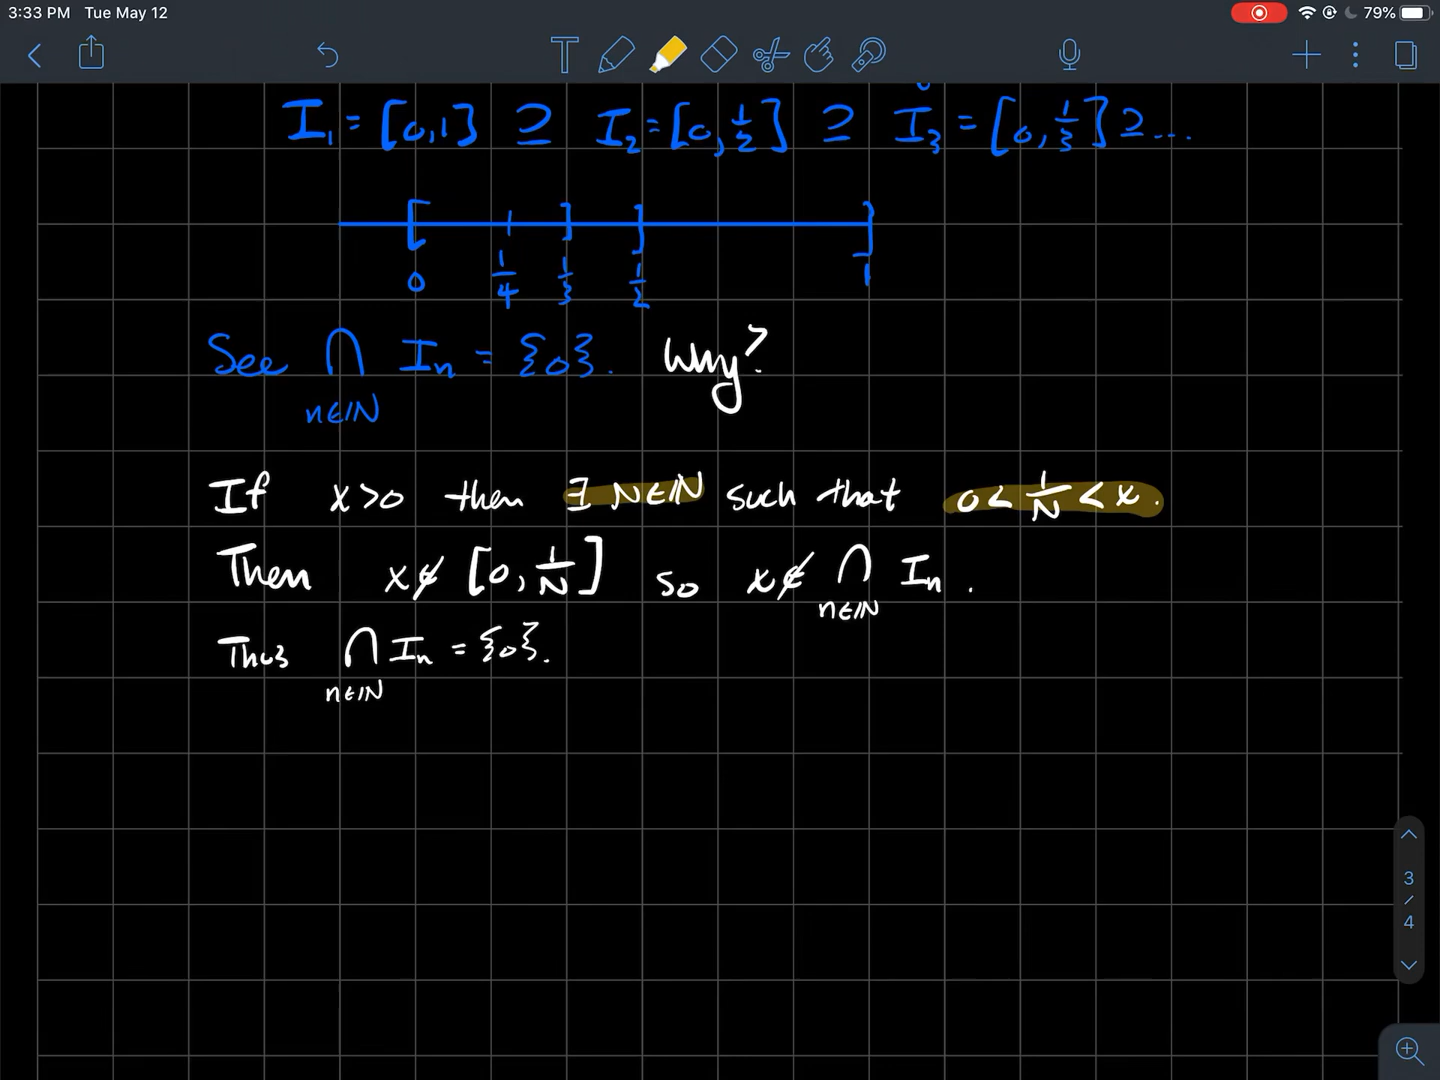 3:33 PM Tue May 12
79%
T
I₁ = [0,1] ⊇ I₂ = [0, 1/2] ⊇ I₃ = [0, 1/3] ⊇ ...
0 1/4 1/3 1/2 1
See ⋂ Iₙ = {0}. Why?
n∈ℕ
If x>0 then ∃ N∈ℕ such that 0 < 1/N < x.
Then x∉ [0, 1/N] so x∉ ⋂ Iₙ.
n∈ℕ
Thus ⋂ Iₙ = {0}.
n∈ℕ
3
/
4